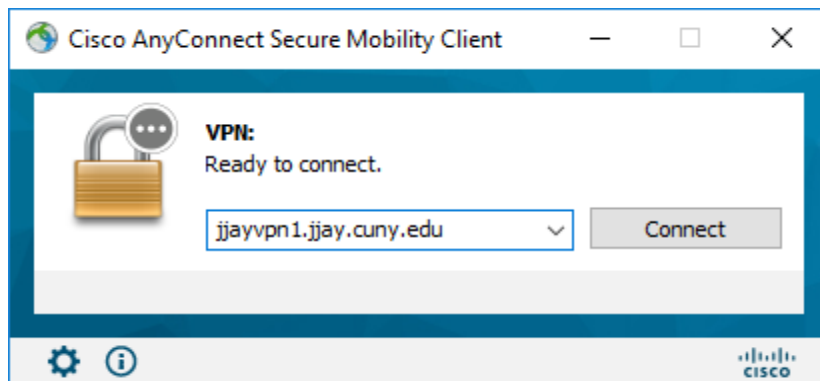 Cisco AnyConnect Secure Mobility Client
VPN:
Ready to connect.
jjayvpn1.jjay.cuny.edu
Connect
CISCO